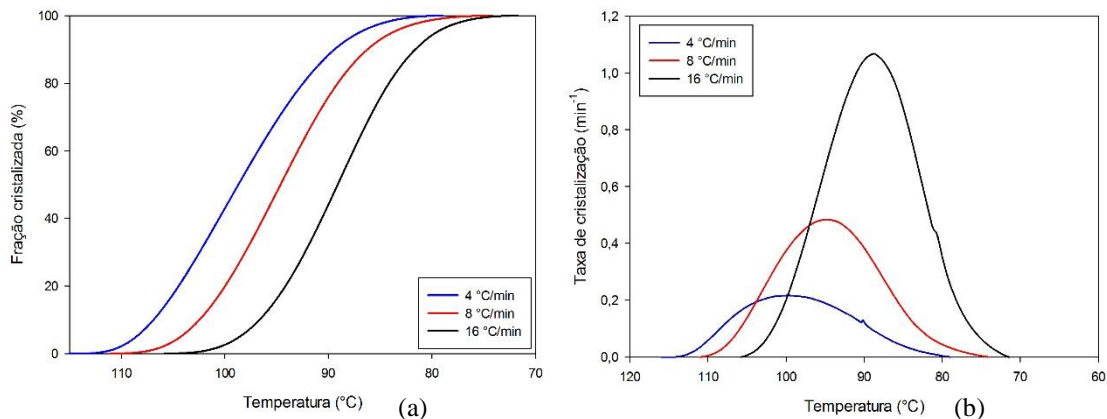 100
80
60
40
20
0
Fração cristalizada (%)
110
100
90
80
70
Temperatura (°C)
4 °C/min
8 °C/min
16 °C/min
(a)
1,2
1,0
0,8
0,6
0,4
0,2
0,0
Taxa de cristalização (min⁻¹)
120
110
100
90
80
70
60
Temperatura (°C)
4 °C/min
8 °C/min
16 °C/min
(b)